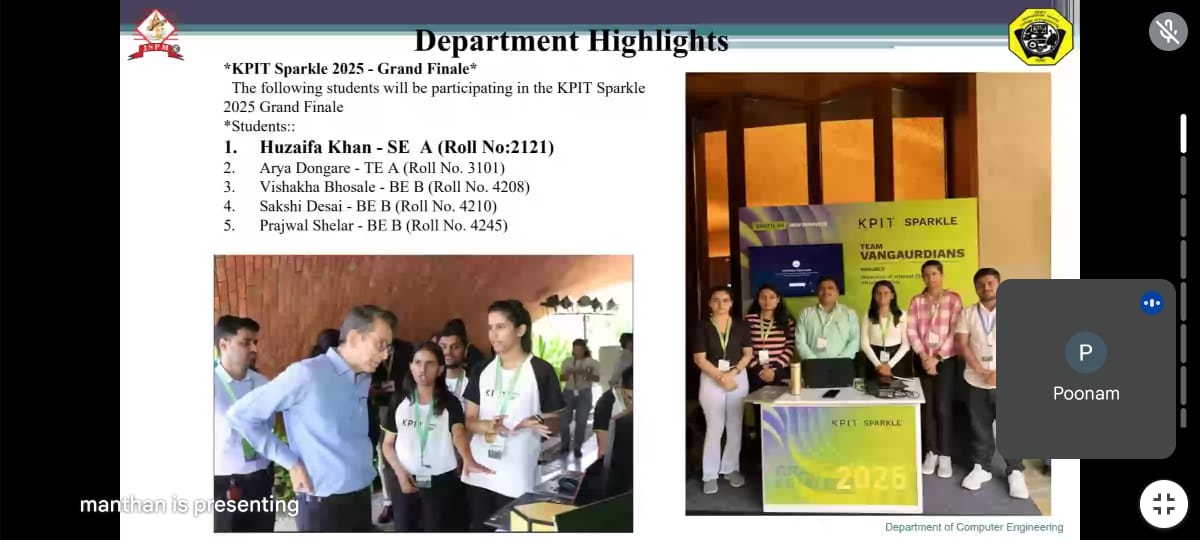 Department Highlights
*KPIT Sparkle 2025 - Grand Finale*
The following students will be participating in the KPIT Sparkle
2025 Grand Finale
*Students::
1. Huzaifa Khan - SE A (Roll No:2121)
2. Arya Dongare - TE A (Roll No. 3101)
3. Vishakha Bhosale - BE B (Roll No. 4208)
4. Sakshi Desai - BE B (Roll No. 4210)
5. Prajwal Shelar - BE B (Roll No. 4245)
JSPM
KPIT SPARKLE
TEAM
VANGAURDIANS
PROJECT
KPIT
KPIT SPARKLE
2025
P
Poonam
manthan is presenting
Department of Computer Engineering